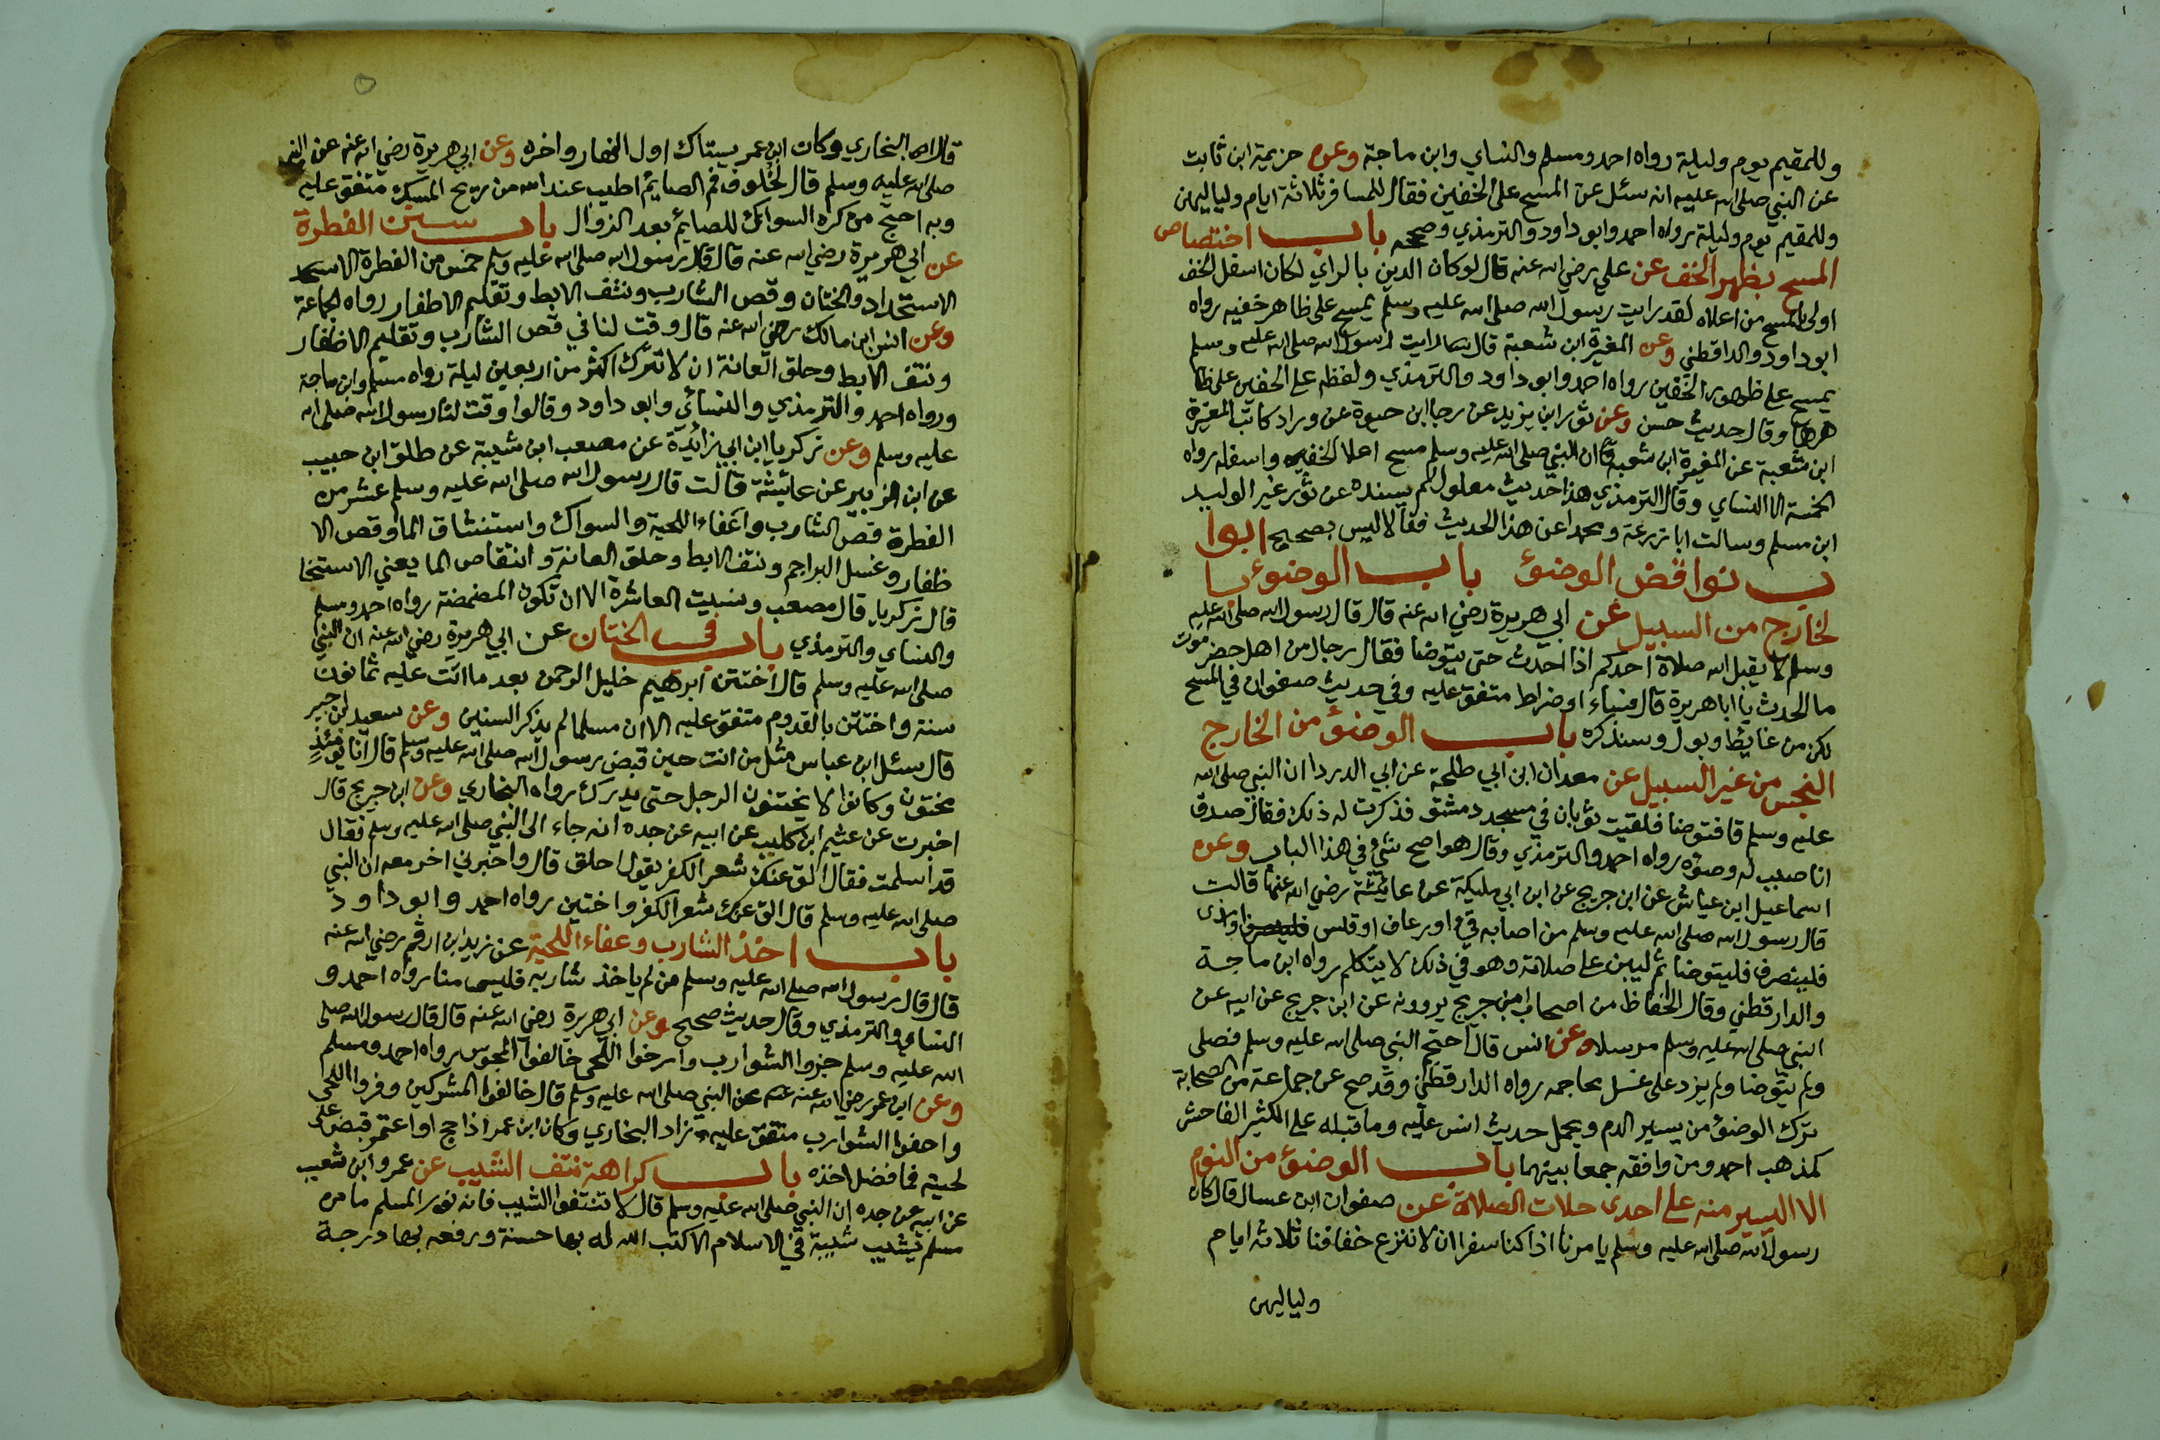 وللمقيم يوم وليلة رواه احمد ومسلم والنساي وابن ماجة وعن خزيمة ابن ثابت
عن النبي صلى الله عليه انه سئل عن المسح على الخفين فقال للمسافر ثلاثة ايام ولياليهن
وللمقيم يوم وليلة رواه احمد وابو داود والترمذي وصححه باب اختصاص
المسح بظهر الخف عن علي رضي الله عنه قال لو كان الدين بالراي لكان اسفل الخف
اولى بالمسح من اعلاه لقد رايت رسول الله صلى الله عليه وسلم يمسح على ظاهر خفيه رواه
ابو داود والداقطني وعن المغيرة ابن شعبة قال رايت رسول الله صلى الله عليه وسلم
يمسح على ظهور الخفين رواه احمد وابو داود والترمذي ولفظه على الخفين على ظا
هرهما وقال حديث حسن وعن ثور ابن يزيد عن رجا ابن حيوة عن وراد كاتب المغيرة
ابن شعبة عن المغيرة ابن شعبة ان النبي صلى الله عليه وسلم مسح اعلا الخفين واسفله رواه
الخمسة الا النساي وقال الترمذي هذا حديث معلول لم يسنده عن ثور غير الوليد
ابن مسلم وسالت ابا زرعة ومحمدا عن هذا الحديث فقالا ليس بصحيح ابوا
ب نواقض الوضؤ باب الوضوء با
لخارج من السبيل عن ابي هريرة رضي الله عنه قال قال رسول الله صلى الله عليه
وسلم لا يقبل الله صلاة احدكم اذا احدث حتى يتوضا فقال رجال من اهل حضر موت
ما الحدث يا ابا هريرة قال فساء او ضراط متفق عليه وفي حديث صفوان في المسح
لكن من غايط وبول وسنذكره باب الوضؤ من الخارج
النجس من غير السبيل عن معدان ابن ابي طلحة عن ابي الدردا ان النبي صلى الله
عليه وسلم قا فتوضا فلقيت ثوبان في مسجد دمشق فذكرت له ذلك فقال صدق
انا صببت له وضوه رواه احمد والترمذي وقال هو اصح شي في هذا الباب وعن
اسماعيل ابن عياش عن ابن جريج عن ابن ابي مليكة عن عائشة رضي الله عنها قالت
قال رسول الله صلى الله عليه وسلم من اصابه قي او رعاف او قلس او مذى
فلينصرف فليتوضا ثم ليبن على صلاته وهو في ذلك لا يتكلم رواه ابن ماجة
والدارقطني وقال الحفاظ من اصحاب ابن جريج يروونه عن ابن جريج عن ابيه عن
النبي صلى الله عليه وسلم مرسلا وعن انس قال احتجم النبي صلى الله عليه وسلم فصلى
ولم يتوضا ولم يزد على غسل محاجمه رواه الدارقطني وقد صح عن جماعة من الصحابة
ترك الوضؤ من يسير الدم ويحمل حديث انس عليه وما قبله على الكثير الفاحش
كمذهب احمد ومن وافقه جمعا بينهما باب الوضؤ من النوم
الا اليسير منه على احدى حلات الصلاة عن صفوان ابن عسال قال كان
رسول الله صلى الله عليه وسلم يامرنا اذا كنا سفرا ان لا ننزع خفافنا ثلاثه ايام
ولياليهن
قال البخاري وكان ابن عمر يستاك اول النهار واخره وعن ابي هريرة رضي الله عنه عن النبي
صلى الله عليه وسلم قال لخلوف فم الصايم اطيب عند الله من ريح المسك متفق عليه
وبه احتج من كره السواك للصايم بعد الزوال باب سنن الفطرة
عن ابي هريرة رضي الله عنه قال قال رسول الله صلى الله عليه وسلم خمس من الفطرة
الاستحداد والختان وقص الشارب ونتف الابط وتقليم الاظفار رواه الجماعة
وعن انس ابن مالك رضي الله عنه قال وقت لنا في قص الشارب وتقليم الاظفار
ونتف الابط وحلق العانة ان لا تترك اكثر من اربعين ليلة رواه مسلم وابن ماجة
ورواه احمد والترمذي والنسائي وابو داود وقالوا وقت لنا رسول الله صلى الله
عليه وسلم وعن زكريا ابن ابي زائدة عن مصعب ابن شيبة عن طلق ابن حبيب
عن ابن الزبير عن عائشة قالت قال رسول الله صلى الله عليه وسلم عشر من
الفطرة قص الشارب واعفاء اللحية والسواك واستنشاق الما وقص الا
ظفار وغسل البراجم ونتف الابط وحلق العانة وانتقاص الما يعني الاستنجا
قال زكريا قال مصعب ونسيت العاشرة الا ان تكون المضمضة رواه احمد ومسلم
والنساي والترمذي باب في الختان عن ابي هريرة رضي الله عنه ان النبي
صلى الله عليه وسلم قال اختتن ابرهيم خليل الرحمن بعد ما اتت عليه ثمانون
سنة واختتن بالقدوم متفق عليه الا ان مسلما لم يذكر السنين وعن سعيد ابن جبير
قال سئل ابن عباس مثل من انت حين قبض رسول الله صلى الله عليه وسلم قال انا يومئذ
مختون وكانوا لا يختنون الرجل حتى يدرك رواه البخاري وعن ابن جريج قال
اخبرت عن عثيم ابن كليب عن ابيه عن جده انه جاء الى النبي صلى الله عليه وسلم فقال
قد اسلمت فقال الق عنك شعر الكفر يقول احلق قال واخبرني اخر معه ان النبي
صلى الله عليه وسلم قال الق عنك شعر الكفر واختتن رواه احمد وابو داود
باب اخذ الشارب وعفاء اللحية عن زيد ابن ارقم رضي الله عنه
قال قال رسول الله صلى الله عليه وسلم من لم ياخذ شاربه فليس منا رواه احمد و
النساي والترمذي وقال حديث صحيح وعن ابي هريرة رضي الله عنه قال قال رسول الله صلى
الله عليه وسلم جزوا الشوارب وارخوا اللحى خالفوا المجوس رواه احمد ومسلم
وعن ابن عمر رضي الله عنه عن النبي صلى الله عليه وسلم قال خالفوا المشركين وفروا اللحى
واحفوا الشوارب متفق عليه زاد البخاري وكان ابن عمر اذا حج او اعتمر قبض على
لحيته فما فضل اخذه باب كراهة نتف الشيب عن عمرو ابن شعيب
عن ابيه عن جده ان النبي صلى الله عليه وسلم قال لا تنتفوا الشيب فانه نور المسلم ما من
مسلم يشيب شيبة في الاسلام الا كتب الله له بها حسنة ورفعه بها درجة